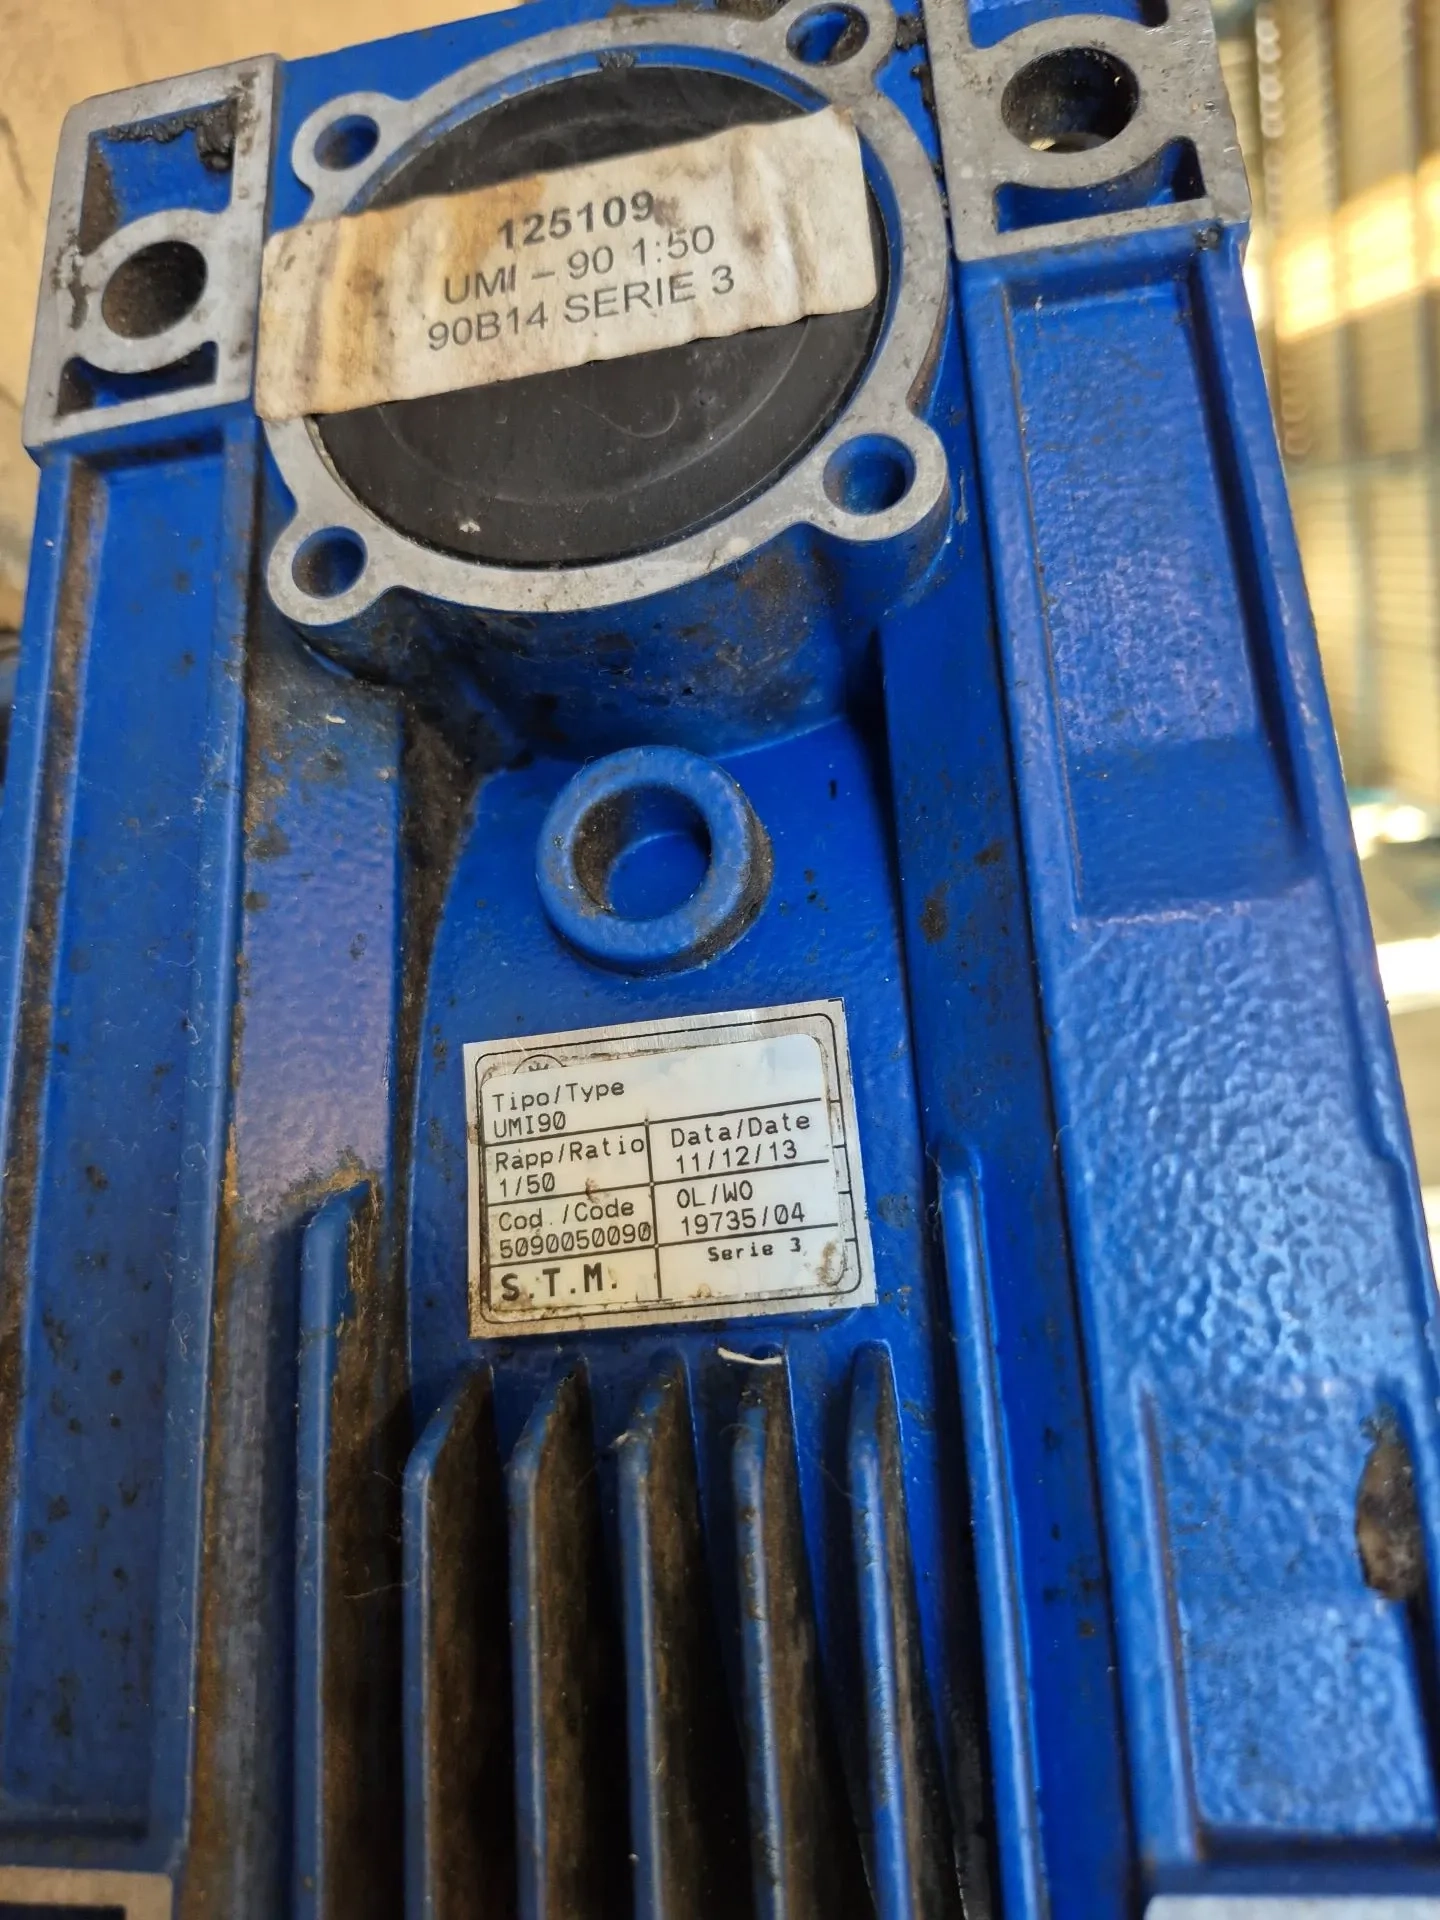 125109
UMI – 90 1:50
90B14 SERIE 3
Tipo/Type
UMI90
Rapp/Ratio
1/50
Data/Date
11/12/13
Cod./Code
5090050090
OL/WO
19735/04
S.T.M.
Serie 3